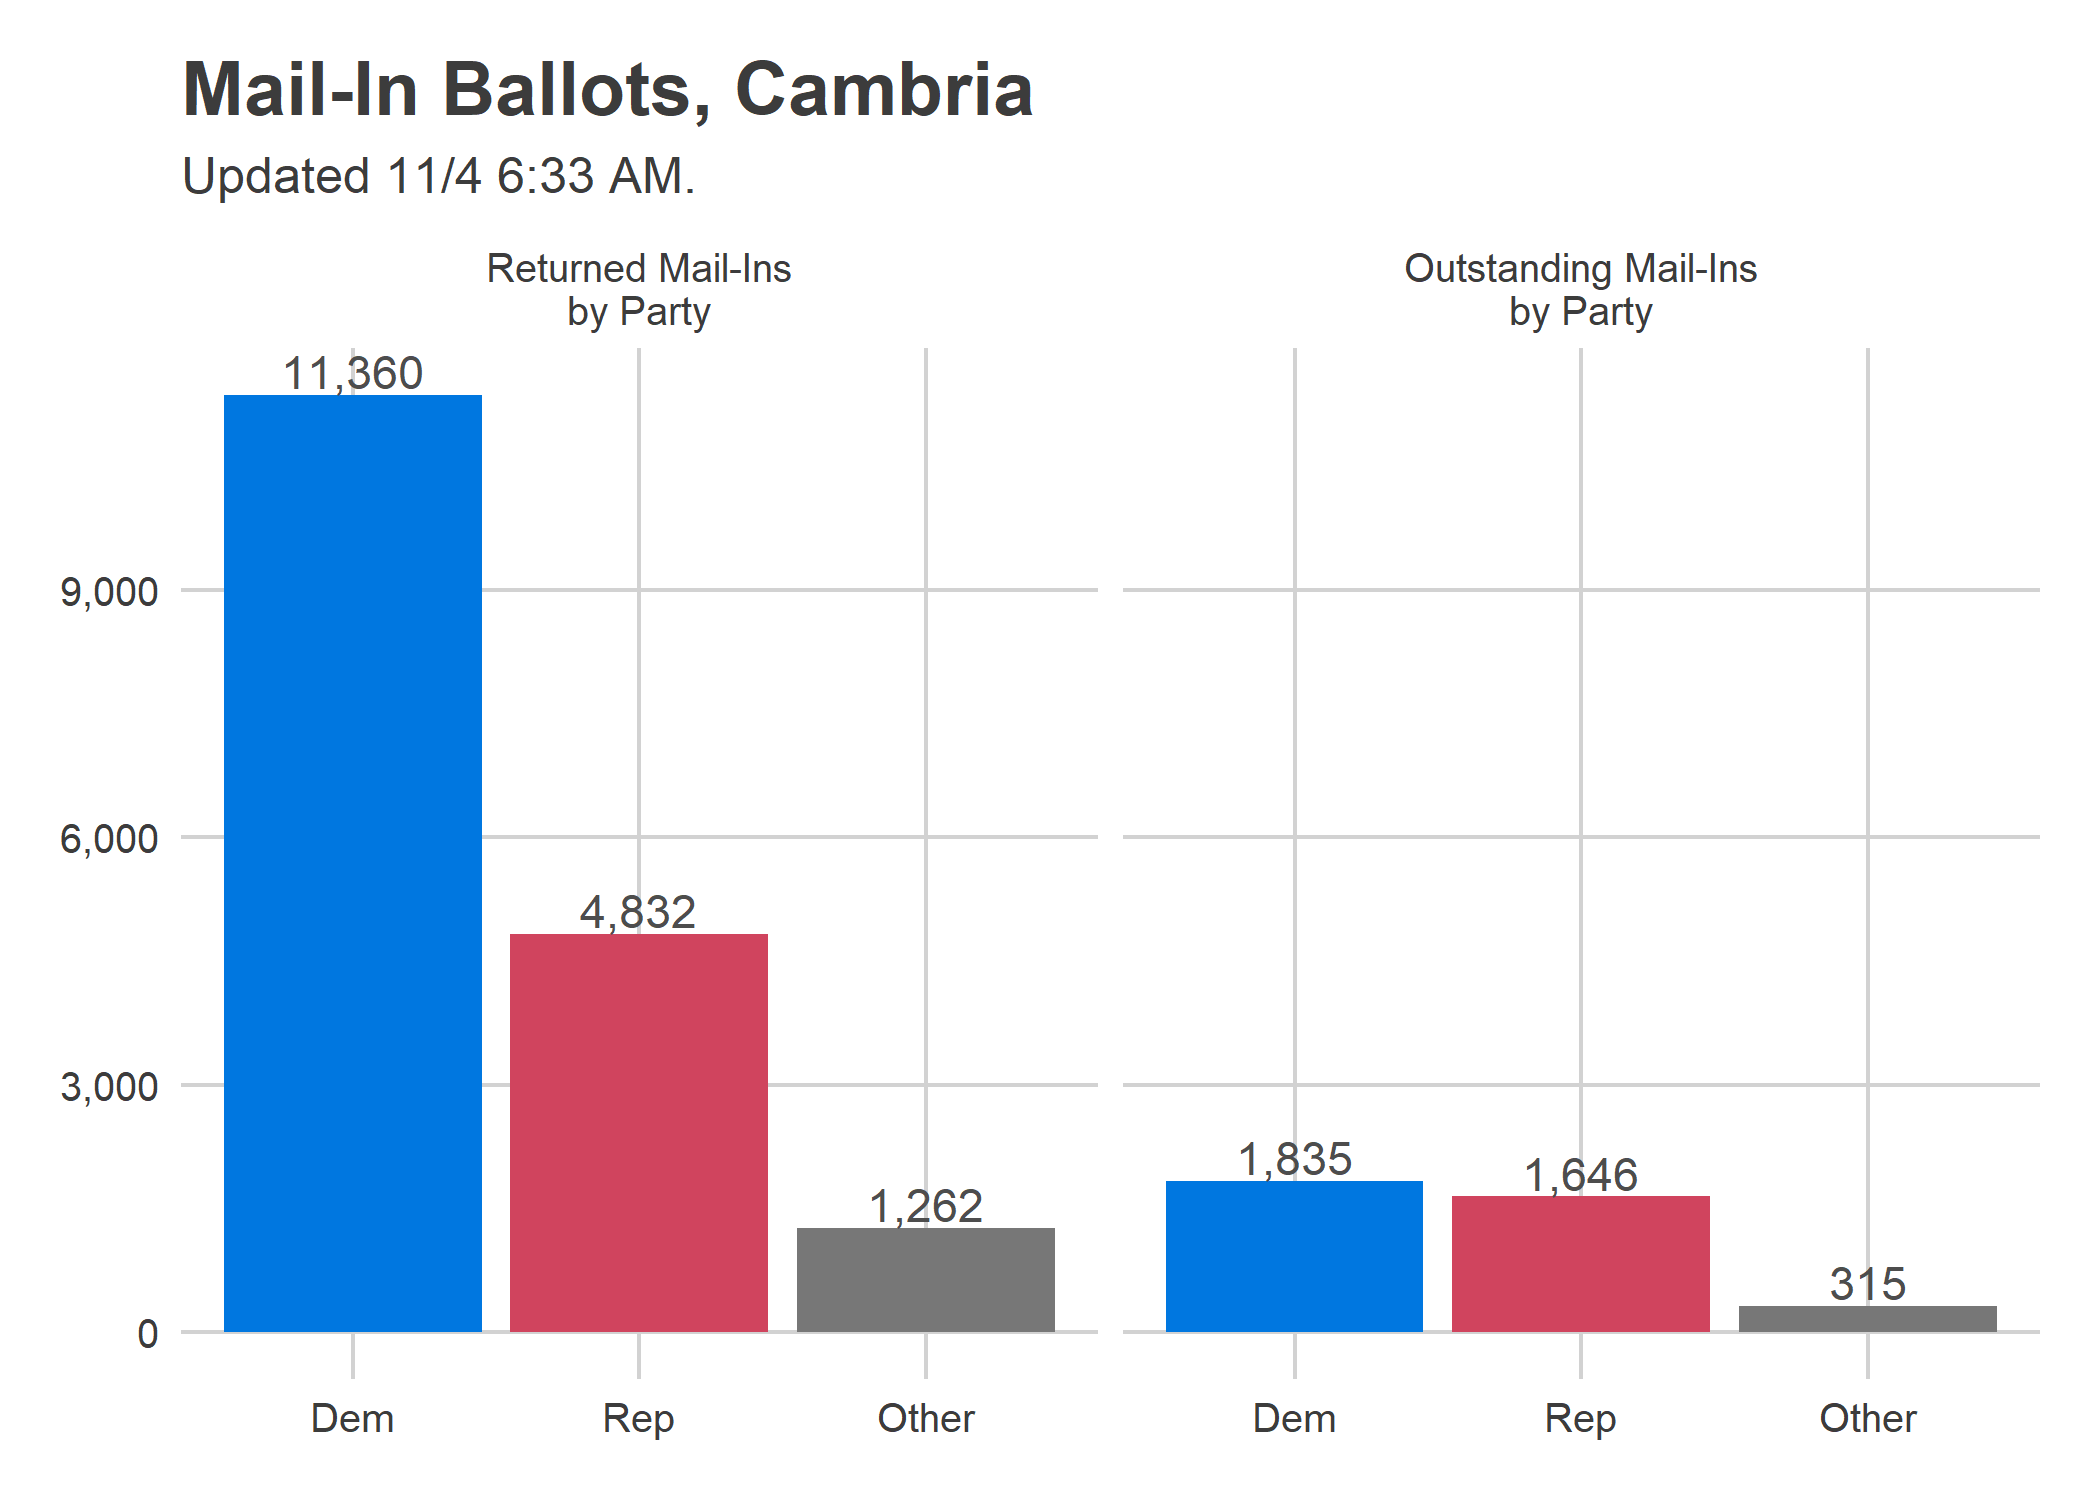 Mail-In Ballots, Cambria
Updated 11/4 6:33 AM.
Returned Mail-Ins
by Party
Outstanding Mail-Ins
by Party
11,360
4,832
1,262
1,835
1,646
315
9,000
6,000
3,000
0
Dem
Rep
Other
Dem
Rep
Other